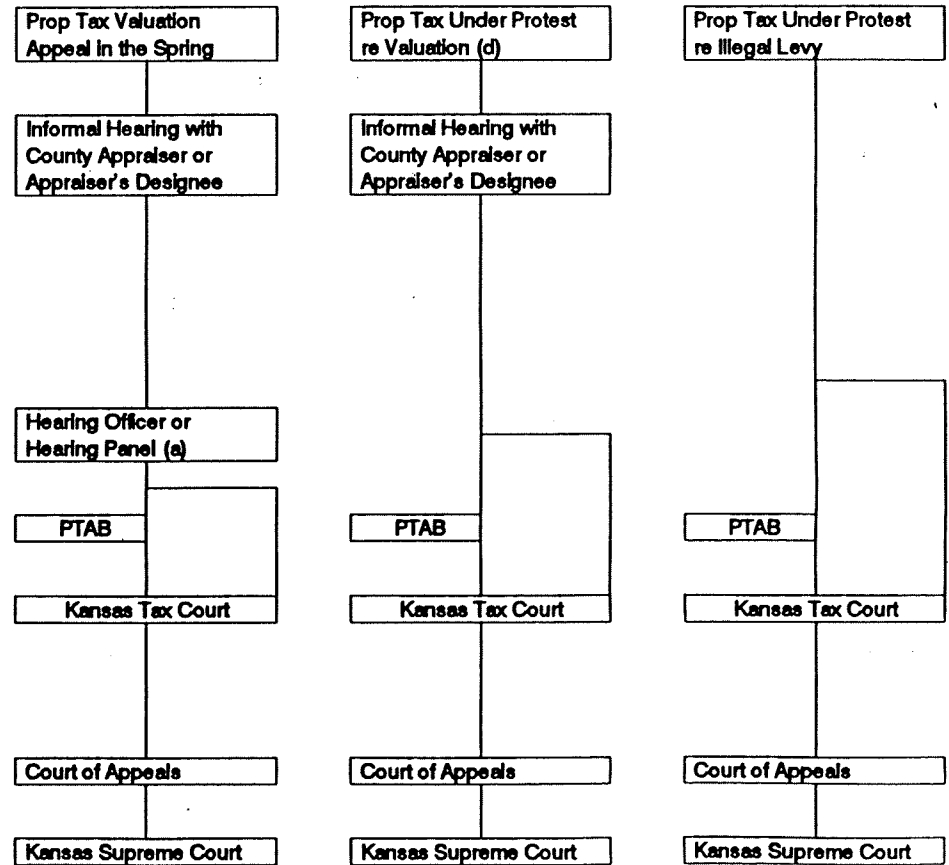 Prop Tax Valuation
Appeal in the Spring
Informal Hearing with
County Appraiser or
Appraiser's Designee
Hearing Officer or
Hearing Panel (a)
PTAB
Kansas Tax Court
Court of Appeals
Kansas Supreme Court
Prop Tax Under Protest
re Valuation (d)
Informal Hearing with
County Appraiser or
Appraiser's Designee
PTAB
Kansas Tax Court
Court of Appeals
Kansas Supreme Court
Prop Tax Under Protest
re Illegal Levy
PTAB
Kansas Tax Court
Court of Appeals
Kansas Supreme Court